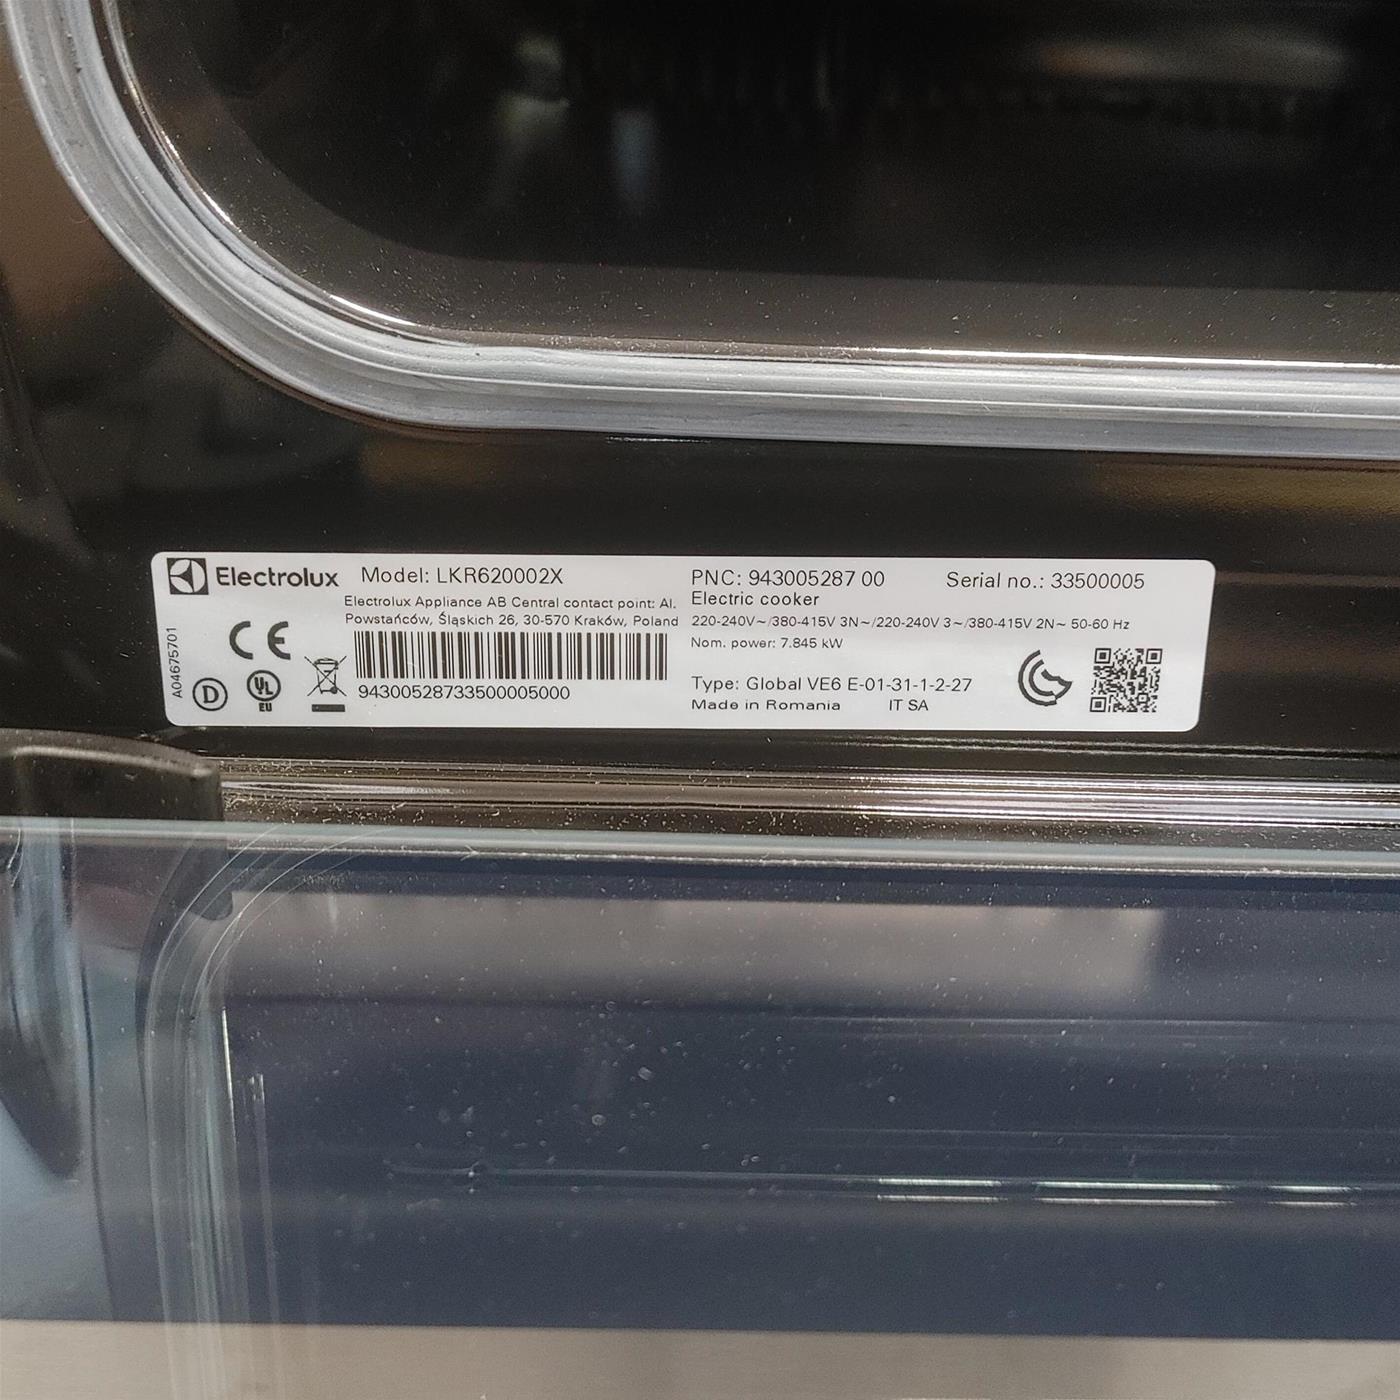 Electrolux Model: LKR620002X
Electrolux Appliance AB Central contact point: Al.
Powstańców, Śląskich 26, 30-570 Kraków, Poland
A04675701
CE
D
UL
EU
94300528733500005000
PNC: 943005287 00 Serial no.: 33500005
Electric cooker
220-240V~/380-415V 3N~/220-240V 3~/380-415V 2N~ 50-60 Hz
Nom. power: 7.845 kW
Type: Global VE6 E-01-31-1-2-27
Made in Romania IT SA